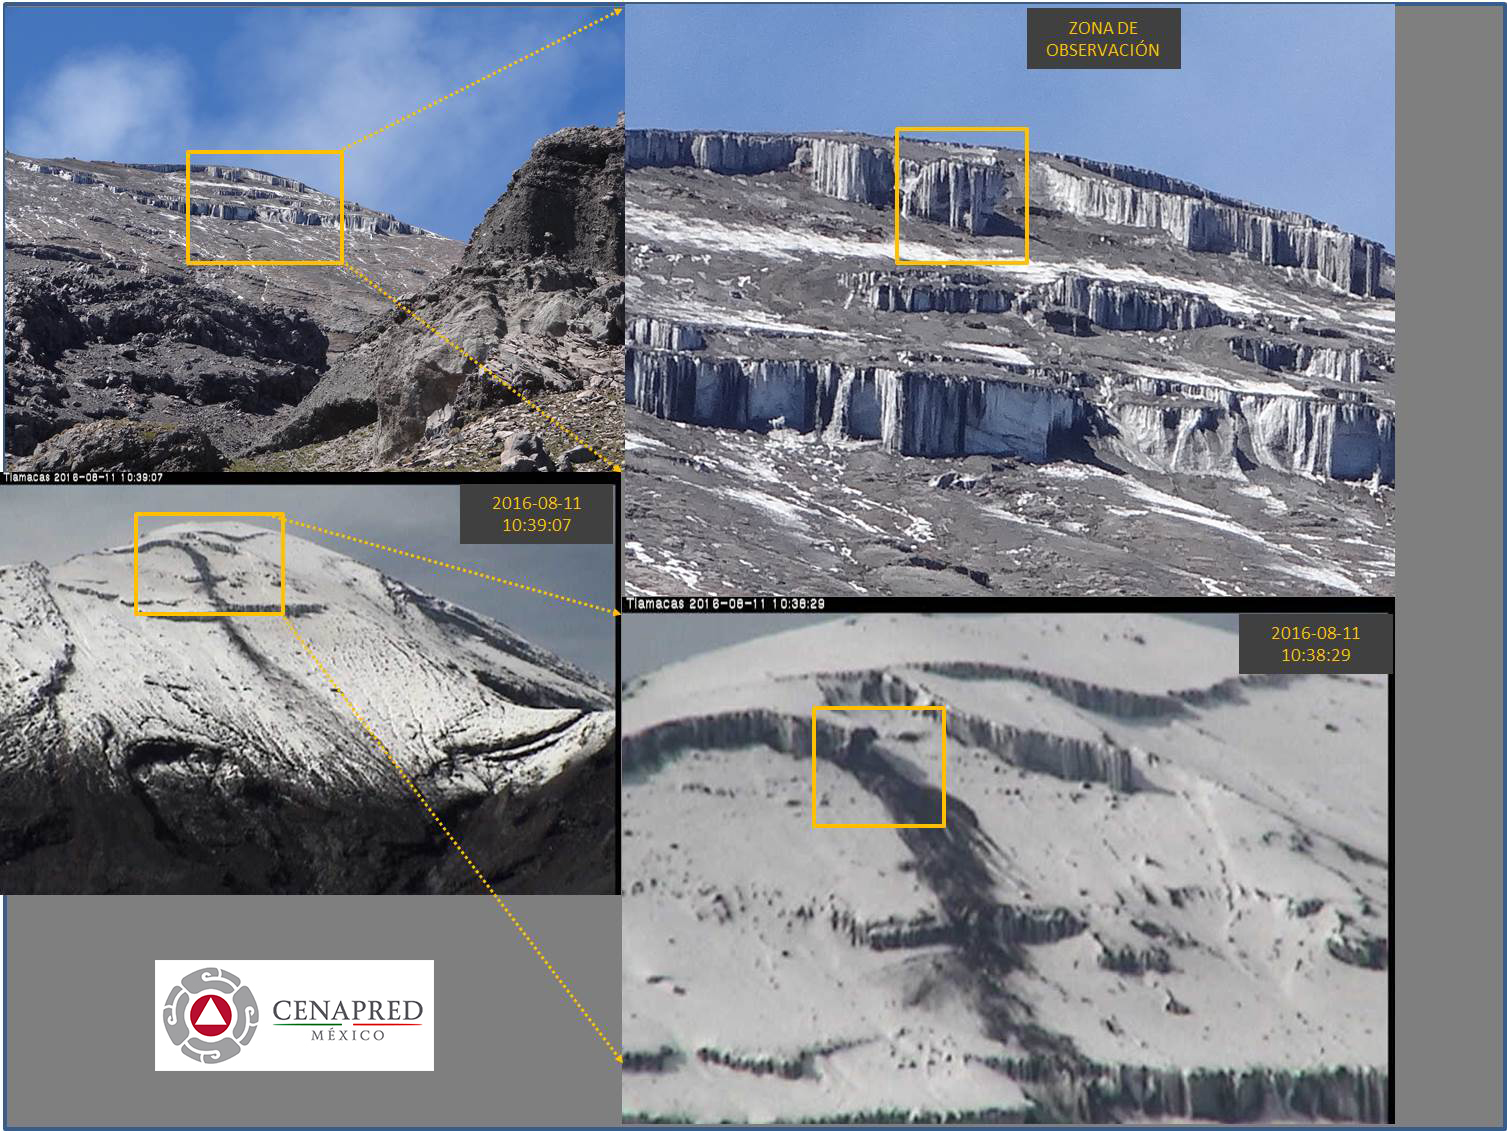 ZONA DE
OBSERVACIÓN
Tlamacas 2016-08-11 10:39:07
2016-08-11
10:39:07
Tlamacas 2016-08-11 10:38:29
2016-08-11
10:38:29
CENAPRED
MÉXICO